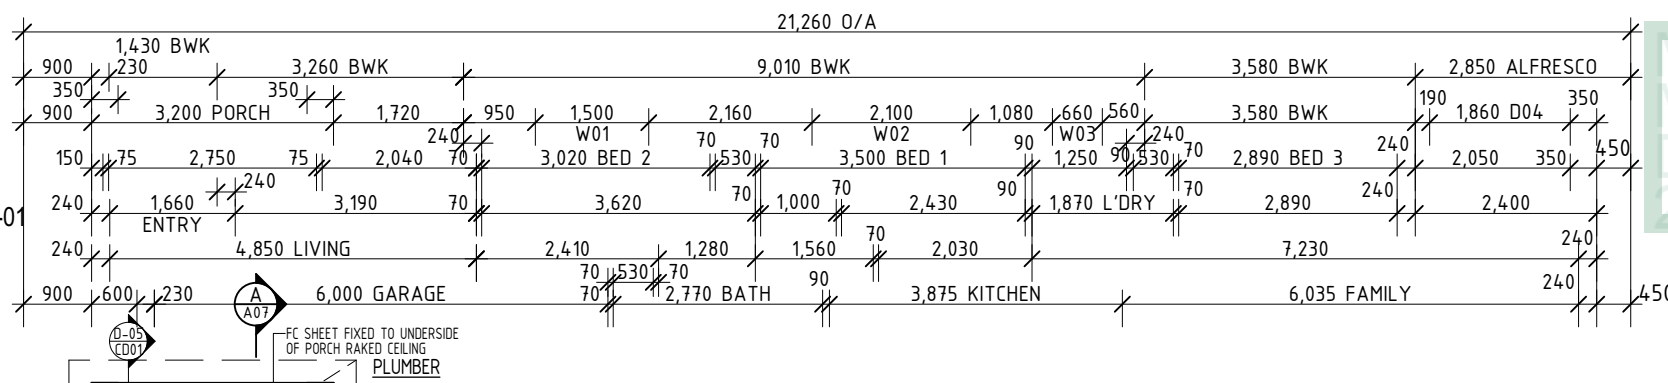 21,260 O/A
1,430 BWK
900 230 3,260 BWK 9,010 BWK 3,580 BWK 2,850 ALFRESCO
350 350
900 3,200 PORCH 1,720 950 1,500 2,160 2,100 1,080 660 560 3,580 BWK 190 1,860 D04 350
240 W01 70 70 W02 90 W03 240
150 75 2,750 75 2,040 70 3,020 BED 2 530 3,500 BED 1 1,250 90 530 70 2,890 BED 3 240 2,050 350 450
240
240 1,660 3,190 70 3,620 70 1,000 70 2,430 90 1,870 L'DRY 70 2,890 240 2,400
-01
ENTRY
240 4,850 LIVING 2,410 1,280 1,560 70 2,030 7,230 240
70 530 70 90
900 600 230 A 6,000 GARAGE 70 2,770 BATH 3,875 KITCHEN 6,035 FAMILY 240 450
A07
D-05
CD01
FC SHEET FIXED TO UNDERSIDE
OF PORCH RAKED CEILING
PLUMBER